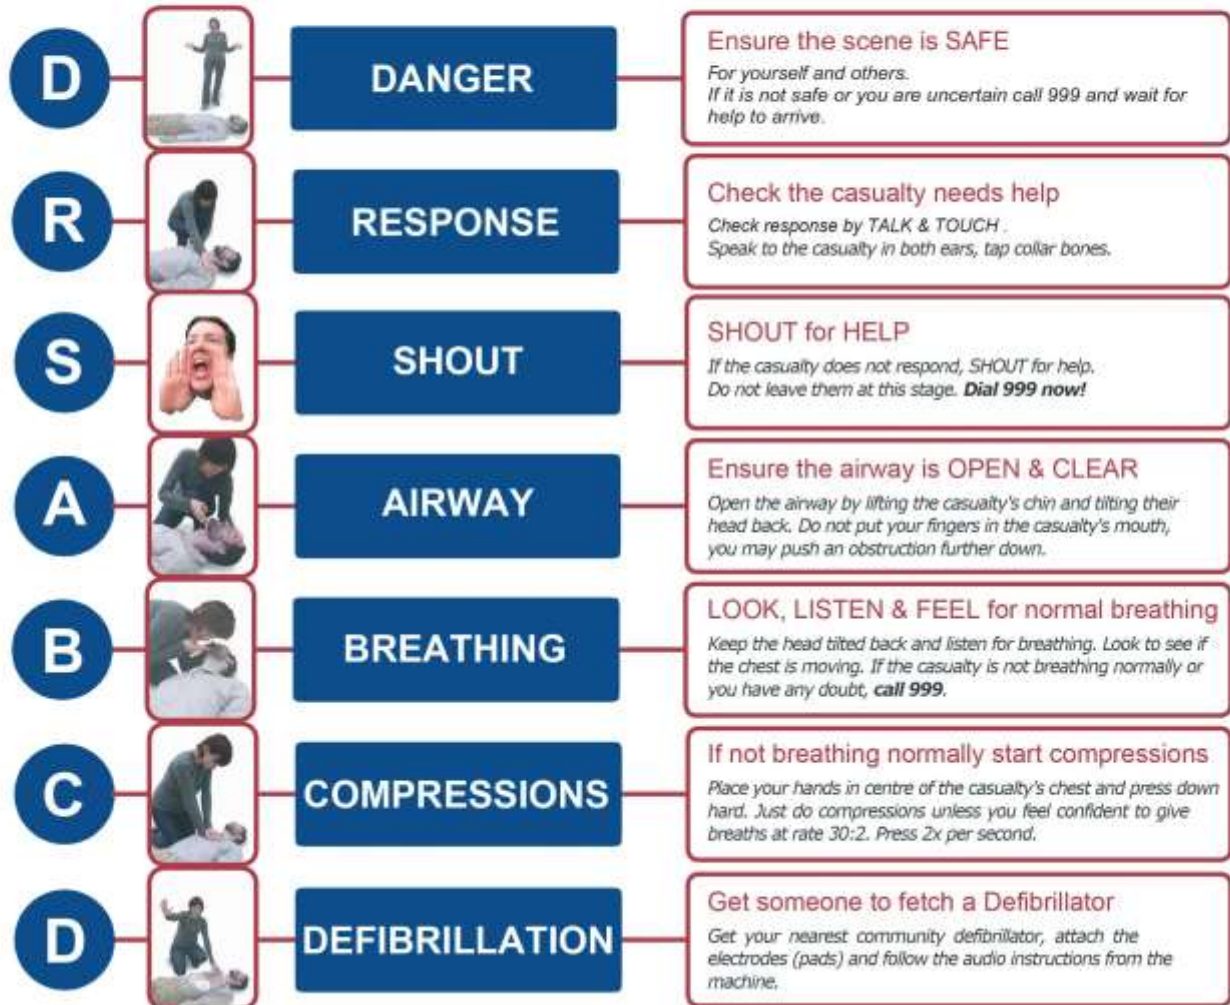 D
DANGER
Ensure the scene is SAFE
For yourself and others.
If it is not safe or you are uncertain call 999 and wait for
help to arrive.
R
RESPONSE
Check the casualty needs help
Check response by TALK & TOUCH .
Speak to the casualty in both ears, tap collar bones.
S
SHOUT
SHOUT for HELP
If the casualty does not respond, SHOUT for help.
Do not leave them at this stage. Dial 999 now!
A
AIRWAY
Ensure the airway is OPEN & CLEAR
Open the airway by lifting the casualty's chin and tilting their
head back. Do not put your fingers in the casualty's mouth,
you may push an obstruction further down.
B
BREATHING
LOOK, LISTEN & FEEL for normal breathing
Keep the head tilted back and listen for breathing. Look to see if
the chest is moving. If the casualty is not breathing normally or
you have any doubt, call 999.
C
COMPRESSIONS
If not breathing normally start compressions
Place your hands in centre of the casualty's chest and press down
hard. Just do compressions unless you feel confident to give
breaths at rate 30:2. Press 2x per second.
D
DEFIBRILLATION
Get someone to fetch a Defibrillator
Get your nearest community defibrillator, attach the
electrodes (pads) and follow the audio instructions from the
machine.